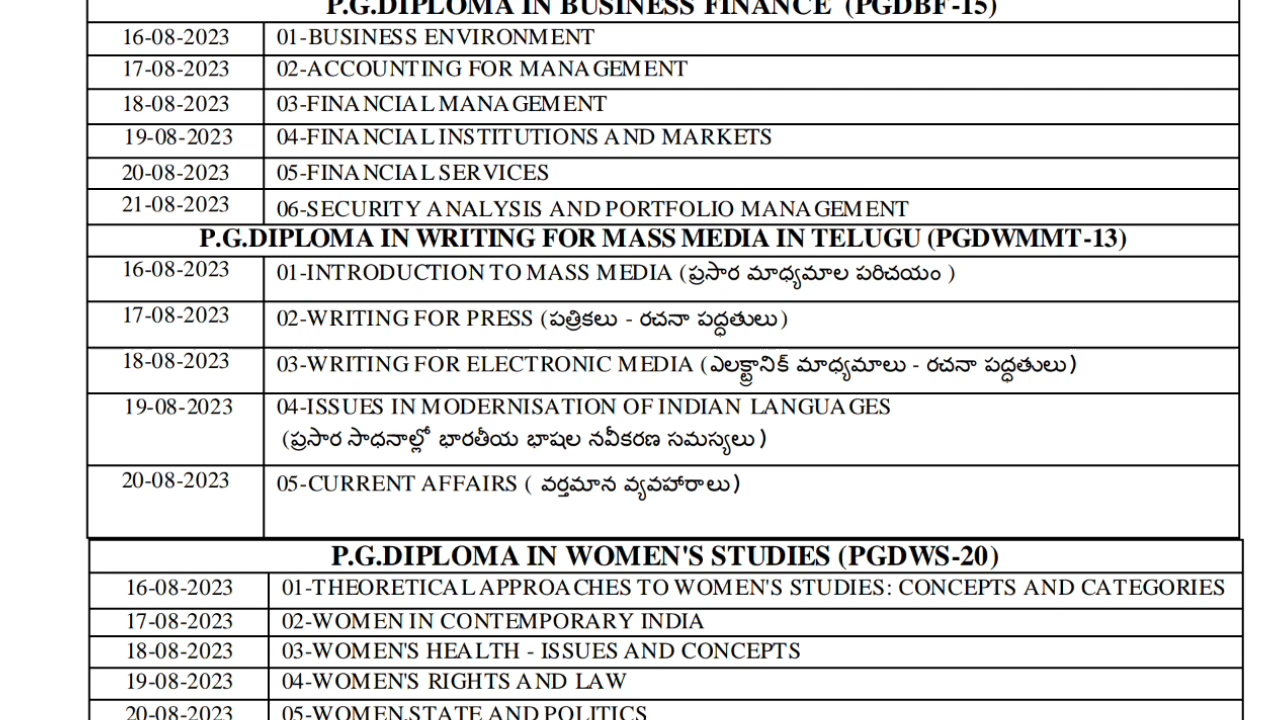 P.G.DIPLOMA IN BUSINESS FINANCE (PGDBF-15)
16-08-2023 01-BUSINESS ENVIRONMENT
17-08-2023 02-ACCOUNTING FOR MANAGEMENT
18-08-2023 03-FINANCIAL MANAGEMENT
19-08-2023 04-FINANCIAL INSTITUTIONS AND MARKETS
20-08-2023 05-FINANCIAL SERVICES
21-08-2023 06-SECURITY ANALYSIS AND PORTFOLIO MANAGEMENT
P.G.DIPLOMA IN WRITING FOR MASS MEDIA IN TELUGU (PGDWMMT-13)
16-08-2023 01-INTRODUCTION TO MASS MEDIA (ప్రసార మాధ్యమాల పరిచయం )
17-08-2023 02-WRITING FOR PRESS (పత్రికలు - రచనా పద్ధతులు)
18-08-2023 03-WRITING FOR ELECTRONIC MEDIA (ఎలక్ట్రానిక్ మాధ్యమాలు - రచనా పద్ధతులు)
19-08-2023 04-ISSUES IN MODERNISATION OF INDIAN LANGUAGES
(ప్రసార సాధనాల్లో భారతీయ భాషల నవీకరణ సమస్యలు)
20-08-2023 05-CURRENT AFFAIRS ( వర్తమాన వ్యవహారాలు)
P.G.DIPLOMA IN WOMEN'S STUDIES (PGDWS-20)
16-08-2023 01-THEORETICAL APPROACHES TO WOMEN'S STUDIES: CONCEPTS AND CATEGORIES
17-08-2023 02-WOMEN IN CONTEMPORARY INDIA
18-08-2023 03-WOMEN'S HEALTH - ISSUES AND CONCEPTS
19-08-2023 04-WOMEN'S RIGHTS AND LAW
20-08-2023 05-WOMEN,STATE AND POLITICS